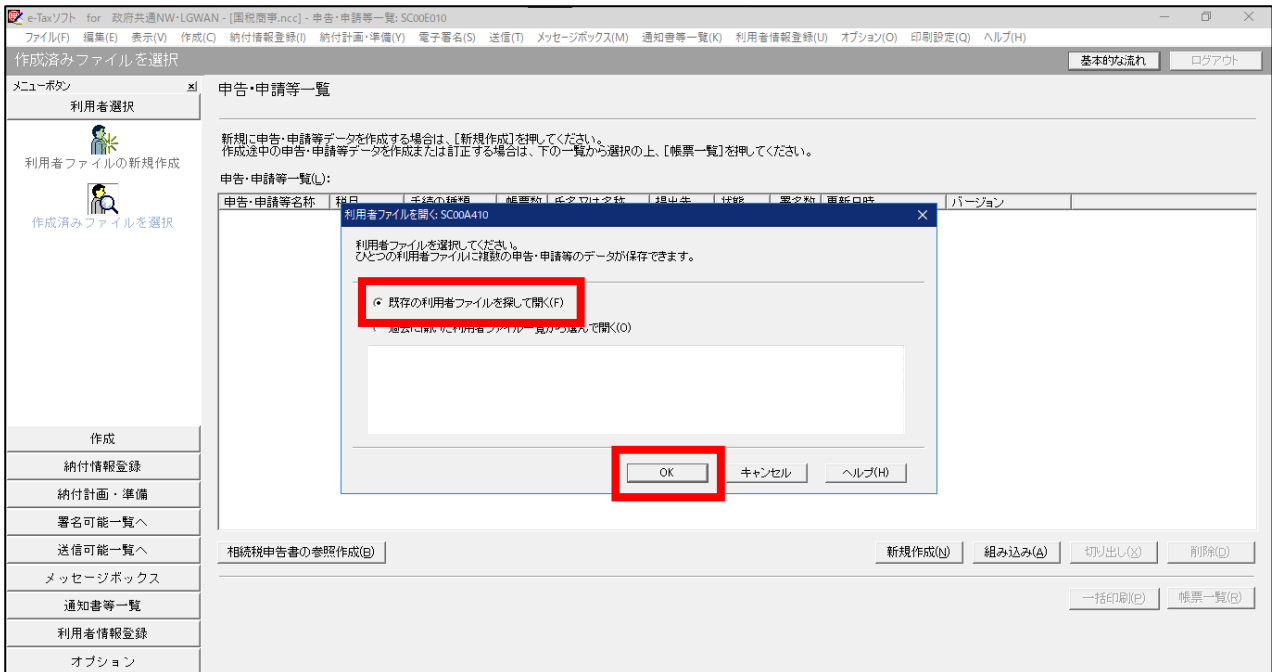 e-Taxソフト for 政府共通NW・LGWAN - [国税商事.ncc] - 申告・申請等一覧: SC00E010
ファイル(F) 編集(E) 表示(V) 作成(C) 納付情報登録(I) 納付計画・準備(Y) 電子署名(S) 送信(T) メッセージボックス(M) 通知書等一覧(K) 利用者情報登録(U) オプション(O) 印刷設定(Q) ヘルプ(H)
作成済みファイルを選択 基本的な流れ ログアウト
メニューボタン
利用者選択
利用者ファイルの新規作成
作成済みファイルを選択
作成
納付情報登録
納付計画・準備
署名可能一覧へ
送信可能一覧へ
メッセージボックス
通知書等一覧
利用者情報登録
オプション
申告・申請等一覧
新規に申告・申請等データを作成する場合は、[新規作成]を押してください。
作成途中の申告・申請等データを作成または訂正する場合は、下の一覧から選択の上、[帳票一覧]を押してください。
申告・申請等一覧(L):
申告・申請等名称 税目 手続の種類 帳票数 氏名又は名称 提出先 状態 署名数 更新日時 バージョン
利用者ファイルを開く: SC00A410
利用者ファイルを選択してください。
ひとつの利用者ファイルに複数の申告・申請等のデータが保存できます。
既存の利用者ファイルを探して開く(F)
過去に開いた利用者ファイル一覧から選んで開く(O)
OK キャンセル ヘルプ(H)
相続税申告書の参照作成(B) 新規作成(N) 組み込み(A) 切り出し(X) 削除(D)
一括印刷(P) 帳票一覧(R)